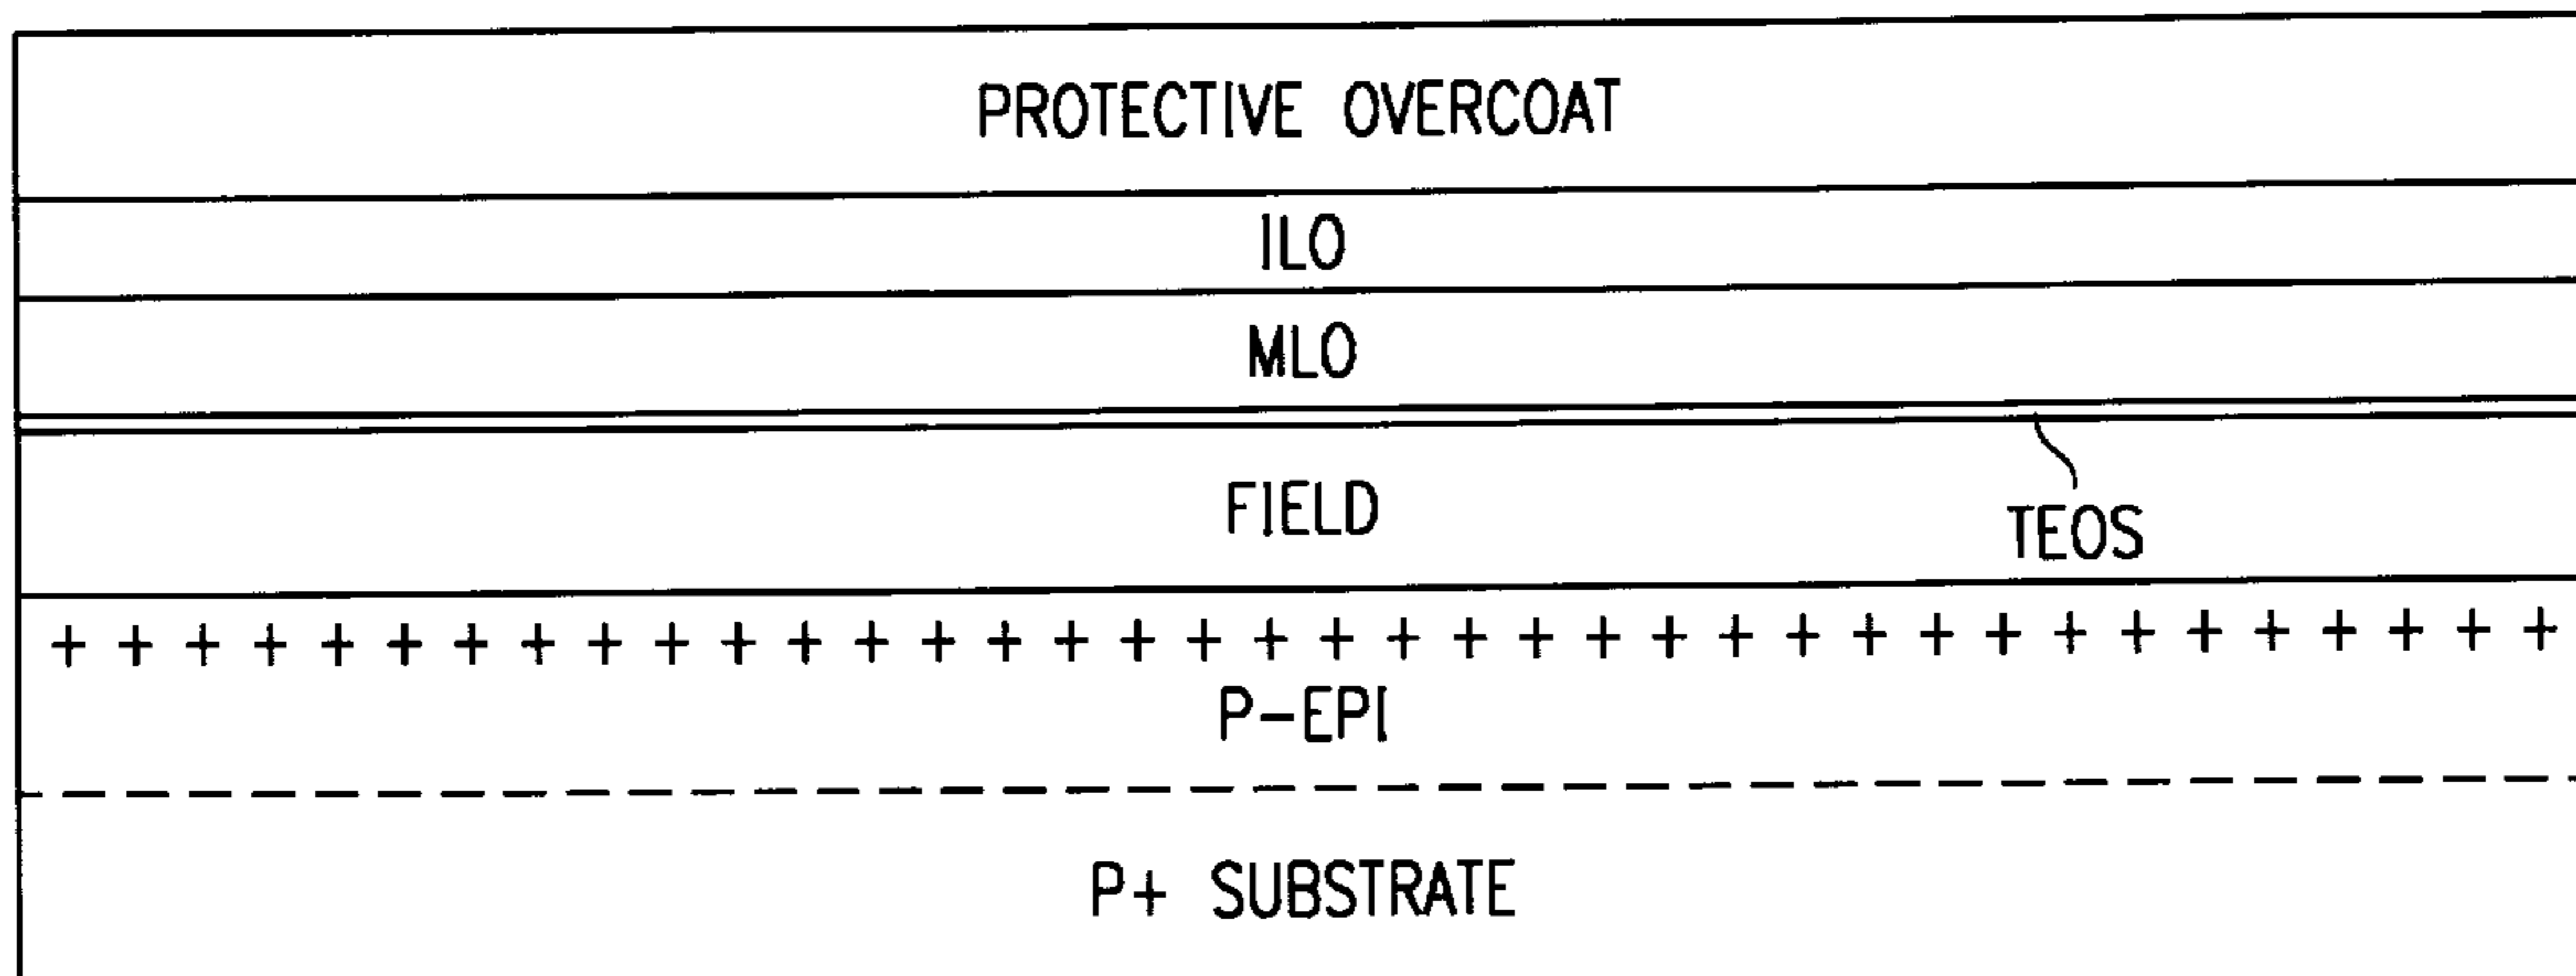 PROTECTIVE OVERCOAT
ILO
MLO
FIELD
TEOS
+ + + + + + + + + + + + + + + + + + + + + + + + + + + + + + + + + + + + + +
P-EPI
P+ SUBSTRATE